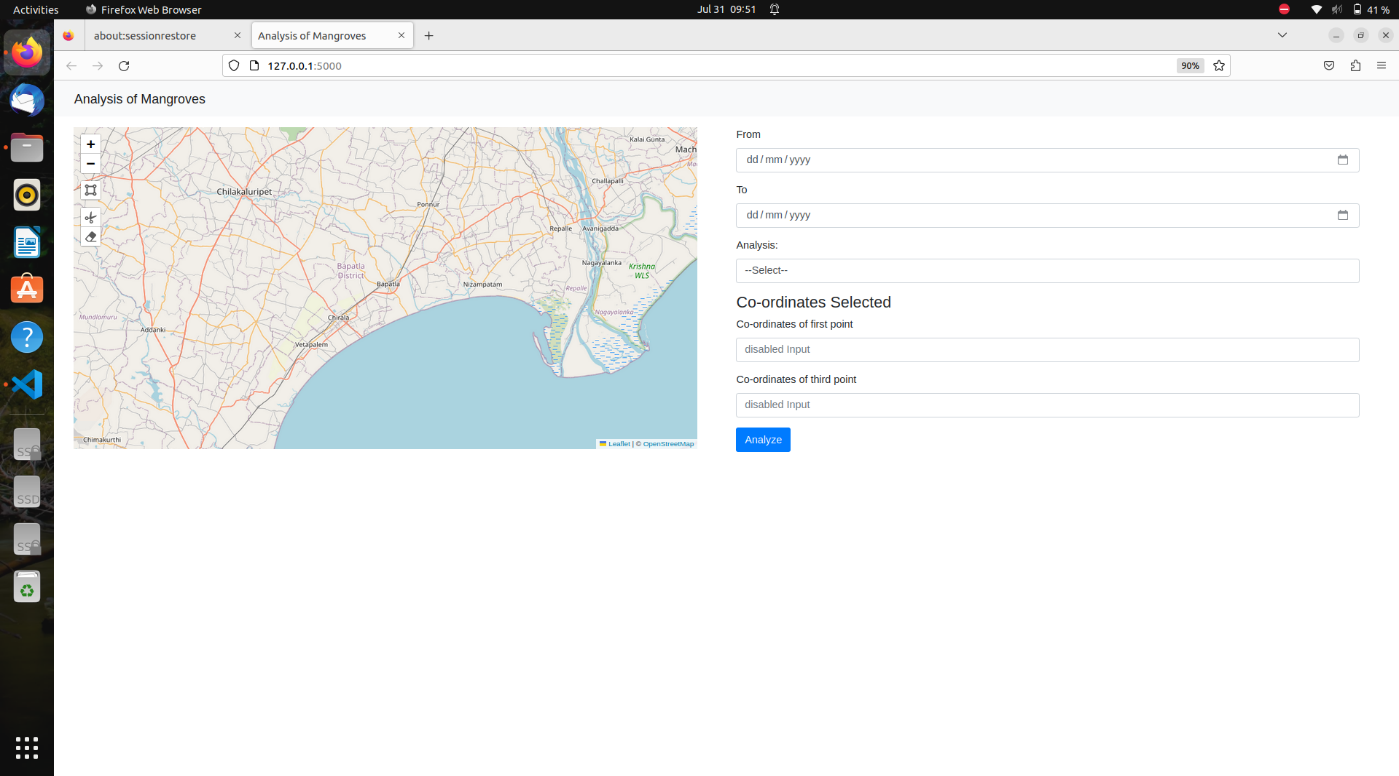 Activities Firefox Web Browser Jul 31 09:51 41 %
about:sessionrestore Analysis of Mangroves
127.0.0.1:5000 90%
Analysis of Mangroves
+
−
Kalai Gunta
Mach
Challapalli
Chilakaluripet
Ponnur
Repalle Avanigadda
Bapatla District
Nagayalanka
Krishna WLS
Bapatla
Nizampatam
Repalle
Mundlamuru
Chirala
Nagayalanka
Addanki
Vetapalem
Chimakurthi
Leaflet | © OpenStreetMap
From
dd / mm / yyyy
To
dd / mm / yyyy
Analysis:
--Select--
Co-ordinates Selected
Co-ordinates of first point
disabled Input
Co-ordinates of third point
disabled Input
Analyze
?
SSD